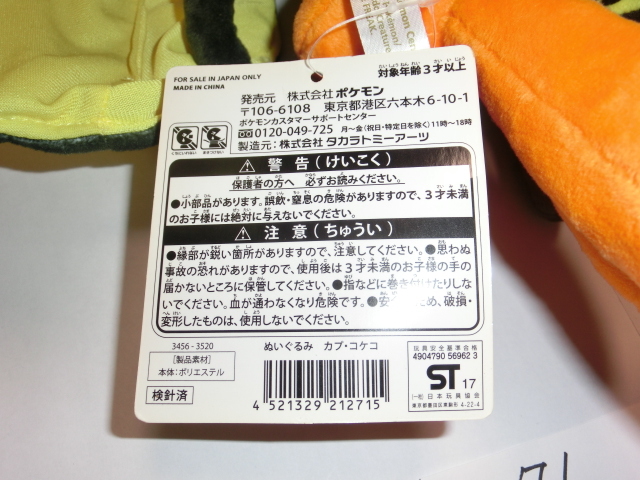 FOR SALE IN JAPAN ONLY
MADE IN CHINA
対象年齢3才以上
発売元 株式会社ポケモン
〒106-6108 東京都港区六本木6-10-1
ポケモンカスタマーサポートセンター
0120-049-725 月～金(祝日・特定日を除く)11時～18時
製造元:株式会社 タカラトミーアーツ
警告(けいこく)
保護者の方へ 必ずお読みください。
●小部品があります。誤飲・窒息の危険がありますので、3才未満
のお子様には絶対に与えないでください。
注意(ちゅうい)
●縁部が鋭い箇所がありますので、注意してください。●思わぬ
事故の恐れがありますので、使用後は3才未満のお子様の手の
届かないところに保管してください。●指などに巻き付けたりしな
いでください。血が通わなくなり危険です。●安 ため、破損・
変形したものは、使用しないでください。
3456-3520
ぬいぐるみ カプ・コケコ
[製品素材]
本体:ポリエステル
検針済
4 521329 212715
玩具安全基準合格
4904790 56962 3
ST 17
(一社)日本玩具協会
東京都墨田区東駒形4-22-4